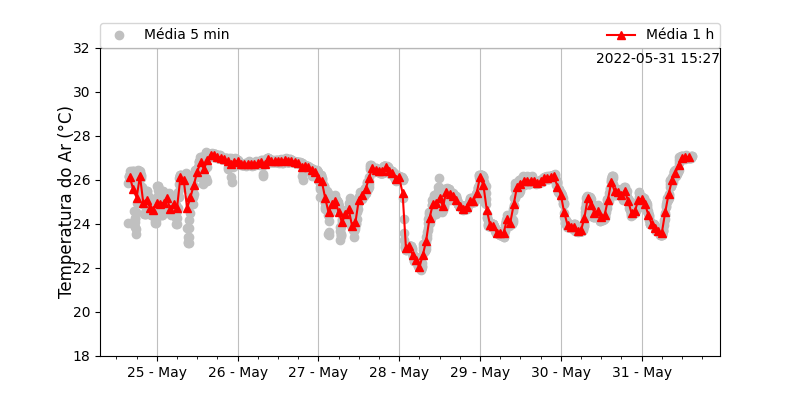 Média 5 min
Média 1 h
2022-05-31 15:27
Temperatura do Ar (°C)
32
30
28
26
24
22
20
18
25 - May
26 - May
27 - May
28 - May
29 - May
30 - May
31 - May